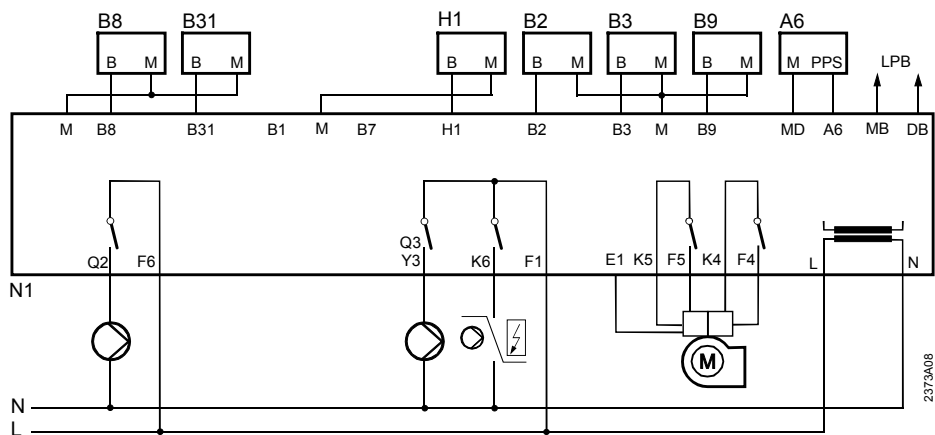 B8 B31 H1 B2 B3 B9 A6
B M B M B M B M B M B M M PPS LPB
M B8 B31 B1 M B7 H1 B2 B3 M B9 MD A6 MB DB
Q3
Q2 F6 Y3 K6 F1 E1 K5 F5 K4 F4 L N
N1
M
2373A08
N
L